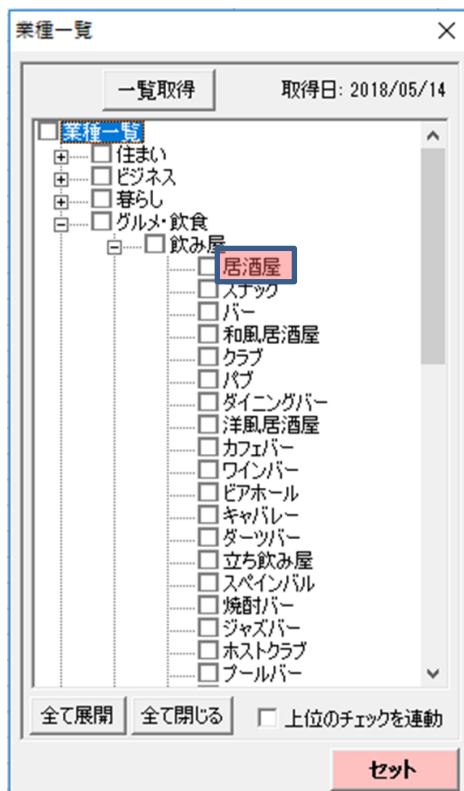 業種一覧
一覧取得
取得日: 2018/05/14
業種一覧
住まい
ビジネス
暮らし
グルメ・飲食
飲み屋
居酒屋
スナック
バー
和風居酒屋
クラブ
パブ
ダイニングバー
洋風居酒屋
カフェバー
ワインバー
ビアホール
キャバレー
ダーツバー
立ち飲み屋
スペインバル
焼酎バー
ジャズバー
ホストクラブ
プールバー
全て展開
全て閉じる
上位のチェックを連動
セット